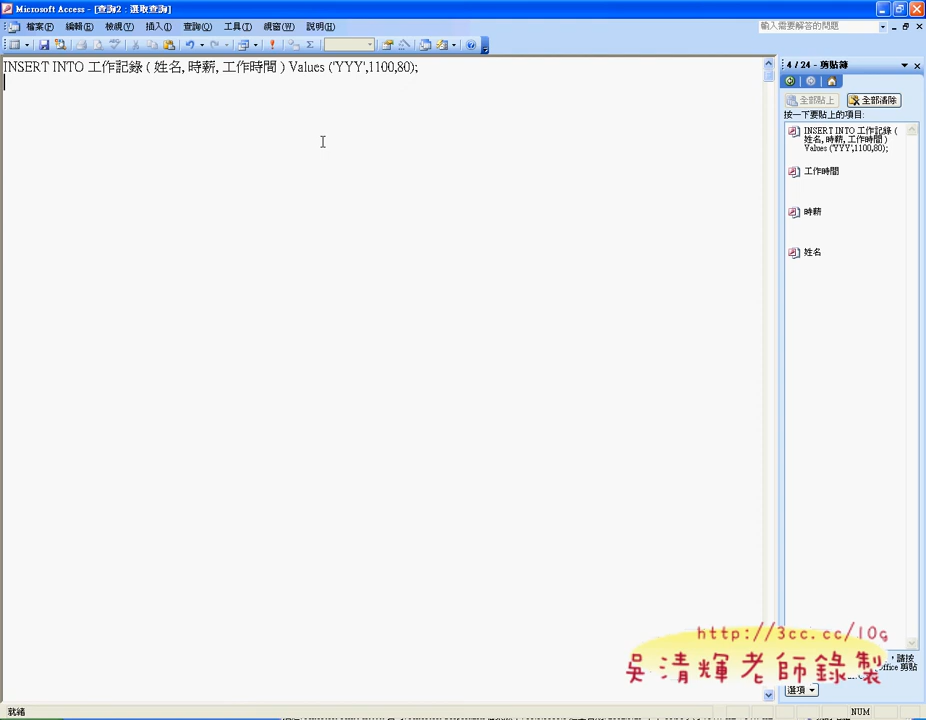 Microsoft Access - [查詢2 : 選取查詢]
檔案(F) 編輯(E) 檢視(V) 插入(I) 查詢(Q) 工具(T) 視窗(W) 說明(H)
輸入需要解答的問題
INSERT INTO 工作記錄 ( 姓名, 時薪, 工作時間 ) Values ('YYY',1100,80);
4 / 24 - 剪貼簿
全部貼上 全部清除
按一下要貼上的項目:
INSERT INTO 工作記錄 (
姓名, 時薪, 工作時間 )
Values ('YYY',1100,80);
工作時間
時薪
姓名
http://3cc.cc/10g
吳清輝老師錄製
，請按
ffice 剪貼
選項
就緒
NUM